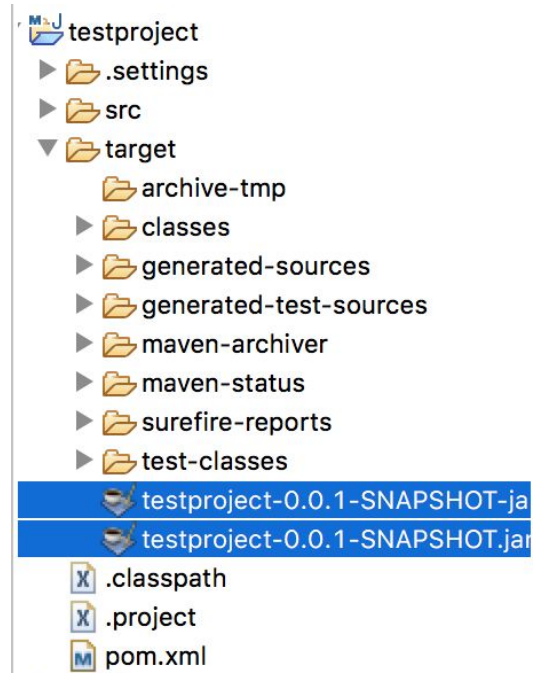 testproject
.settings
src
target
archive-tmp
classes
generated-sources
generated-test-sources
maven-archiver
maven-status
surefire-reports
test-classes
testproject-0.0.1-SNAPSHOT-ja
testproject-0.0.1-SNAPSHOT.jar
.classpath
.project
pom.xml